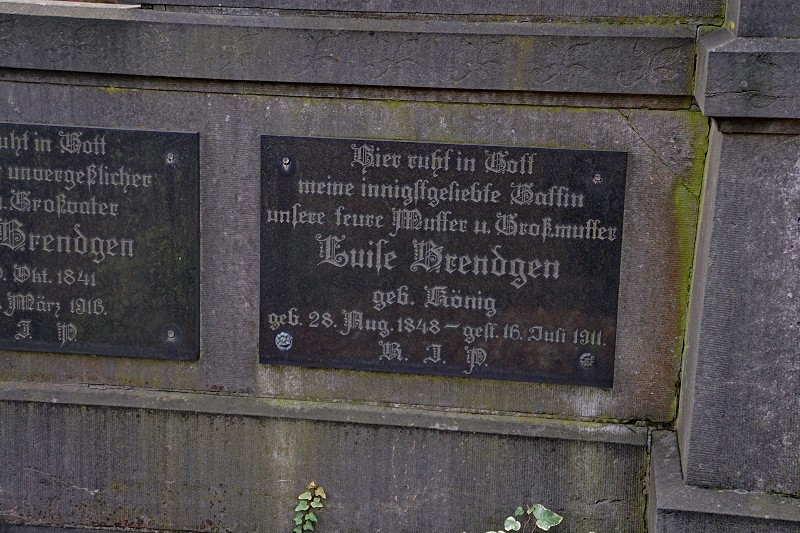 ruht in Gott
unvergeßlicher
Großvater
Brendgen
Okt. 1841
März 1916.
I. P.
Hier ruht in Gott
meine innigstgeliebte Gattin
unsere teure Mutter u. Großmutter
Luise Brendgen
geb. König
geb. 28. Aug. 1848 – gest. 16. Juli 1911.
R. I. P.